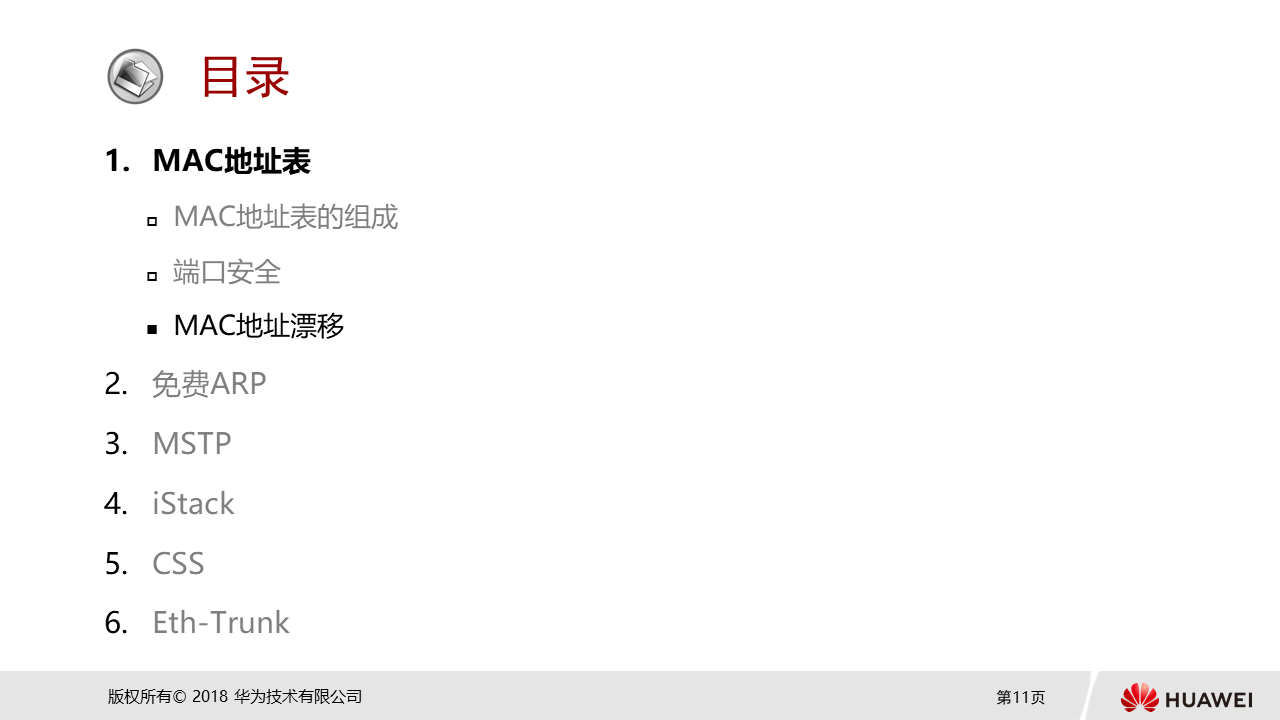 目录
1. MAC地址表
MAC地址表的组成
端口安全
MAC地址漂移
2. 免费ARP
3. MSTP
4. iStack
5. CSS
6. Eth-Trunk
版权所有© 2018 华为技术有限公司
第11页
HUAWEI